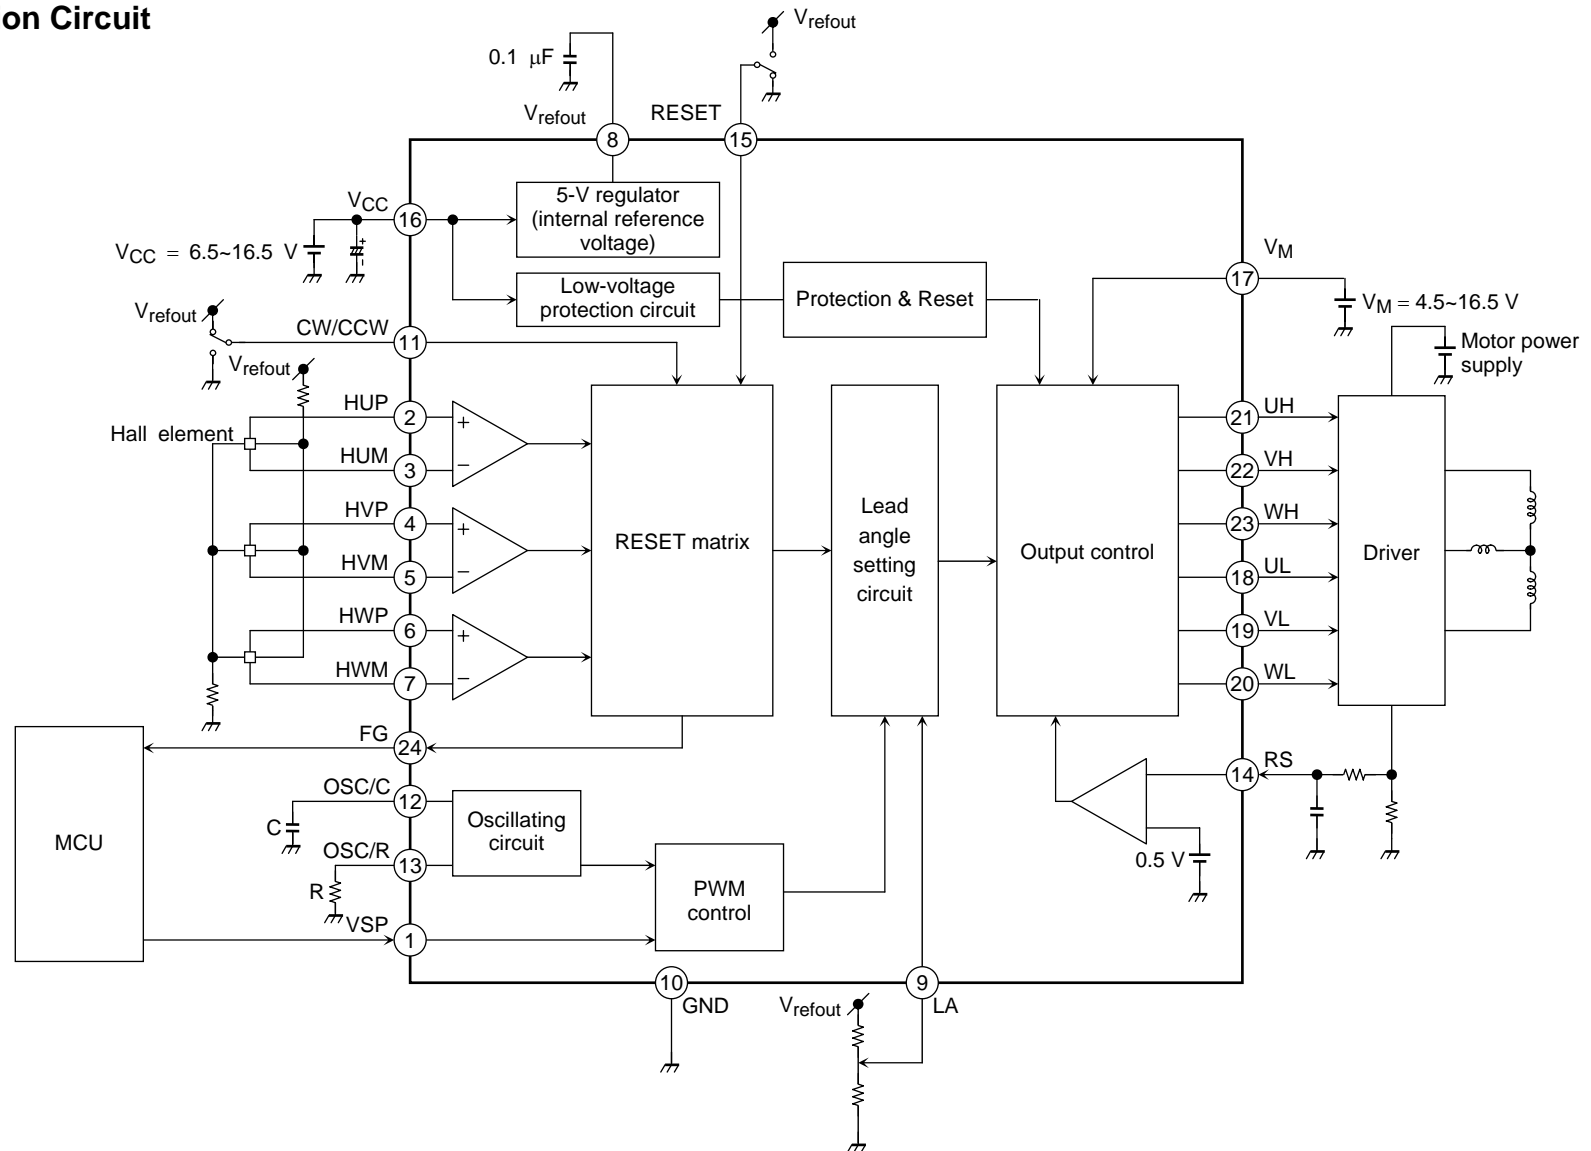 on Circuit
Vrefout
0.1 μF
Vrefout
RESET
8
15
VCC
16
5-V regulator
(internal reference
voltage)
VCC = 6.5~16.5 V
+
-
VM
17
Low-voltage
protection circuit
Protection & Reset
VM = 4.5~16.5 V
Vrefout
CW/CCW
11
Motor power
supply
Vrefout
HUP
2
+
21
UH
Hall element
HUM
3
−
22
VH
HVP
4
+
23
WH
Lead
angle
setting
circuit
RESET matrix
Output control
Driver
HVM
5
−
18
UL
HWP
6
+
19
VL
HWM
7
−
20
WL
FG
24
RS
14
OSC/C
12
C
Oscillating
circuit
MCU
OSC/R
13
R
0.5 V
PWM
control
VSP
1
10
GND
9
LA
Vrefout